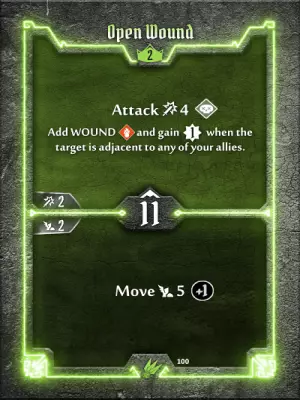 Open Wound
2
Attack 4
Add WOUND and gain 1 when the
target is adjacent to any of your allies.
2
2
11
Move 5 +1
100